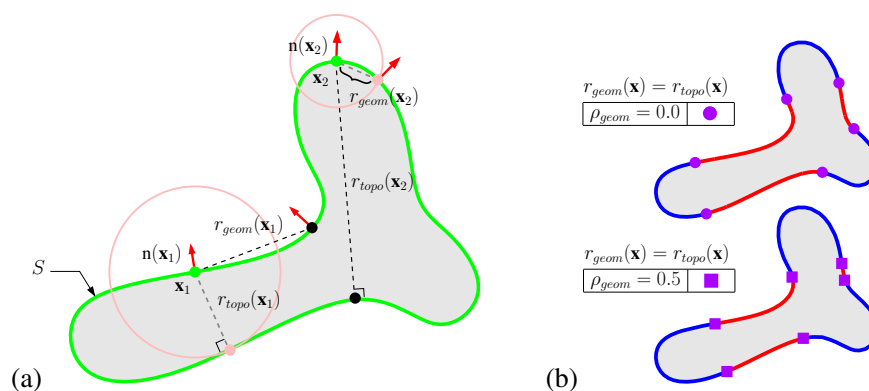 n(x₂)
x₂
r_geom(x₂)
r_topo(x₂)
r_geom(x₁)
n(x₁)
S
x₁
r_topo(x₁)
(a)
r_geom(x) = r_topo(x)
ρ_geom = 0.0
r_geom(x) = r_topo(x)
ρ_geom = 0.5
(b)